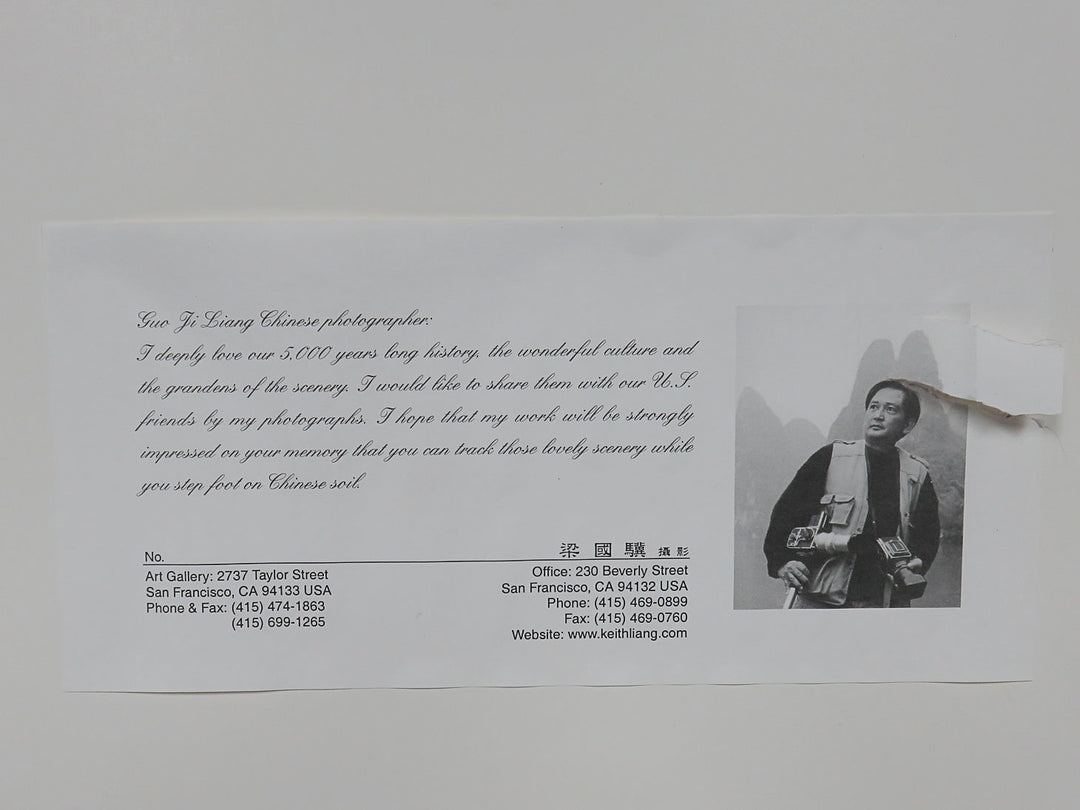 Guo Ji Liang Chinese photographer:
I deeply love our 5,000 years long history, the wonderful culture and
the grandens of the scenery. I would like to share them with our U.S.
friends by my photographs. I hope that my work will be strongly
impressed on your memory that you can track those lovely scenery while
you step foot on Chinese soil.
No.
梁國驥 攝影
Art Gallery: 2737 Taylor Street
San Francisco, CA 94133 USA
Phone & Fax: (415) 474-1863
(415) 699-1265
Office: 230 Beverly Street
San Francisco, CA 94132 USA
Phone: (415) 469-0899
Fax: (415) 469-0760
Website: www.keithliang.com